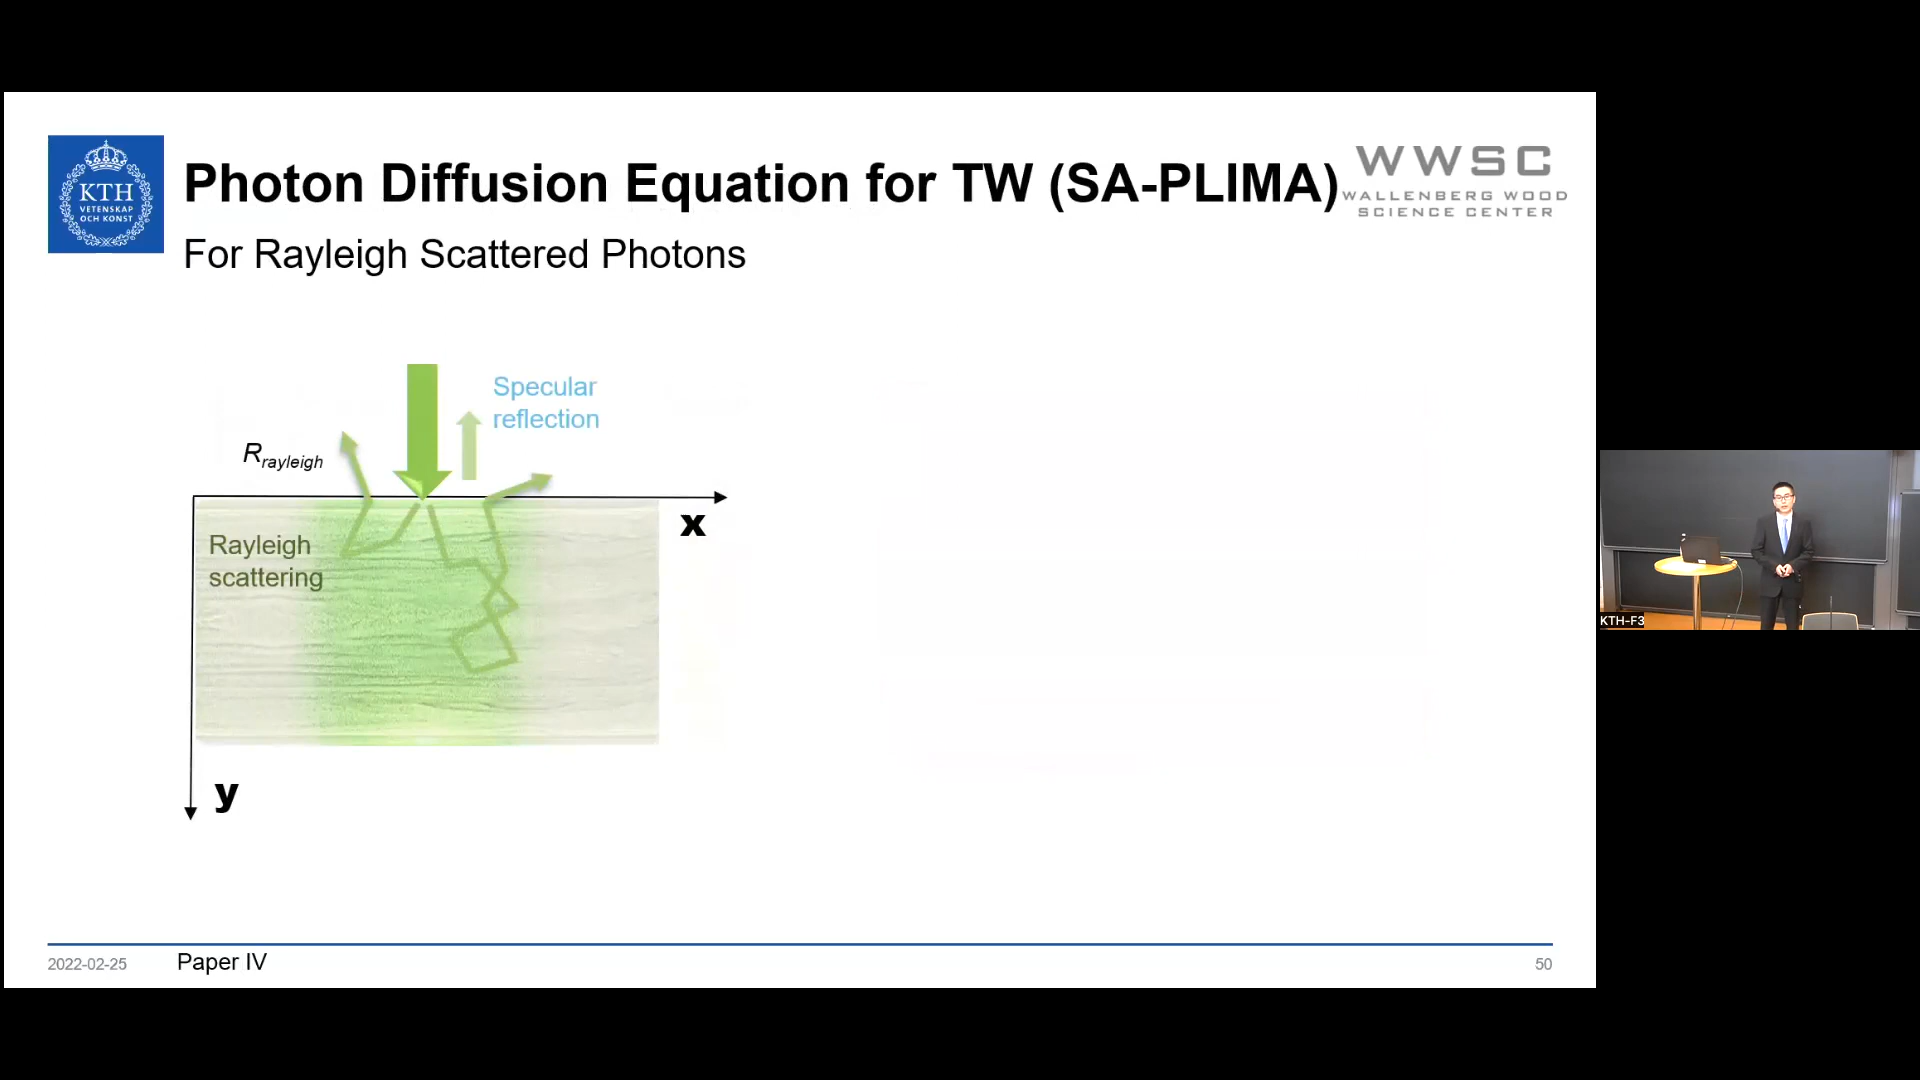 KTH
VETENSKAP
OCH KONST
Photon Diffusion Equation for TW (SA-PLIMA)
WWSC
WALLENBERG WOOD
SCIENCE CENTER
For Rayleigh Scattered Photons
Specular
reflection
Rrayleigh
x
Rayleigh
scattering
y
KTH-F3
2022-02-25
Paper IV
50